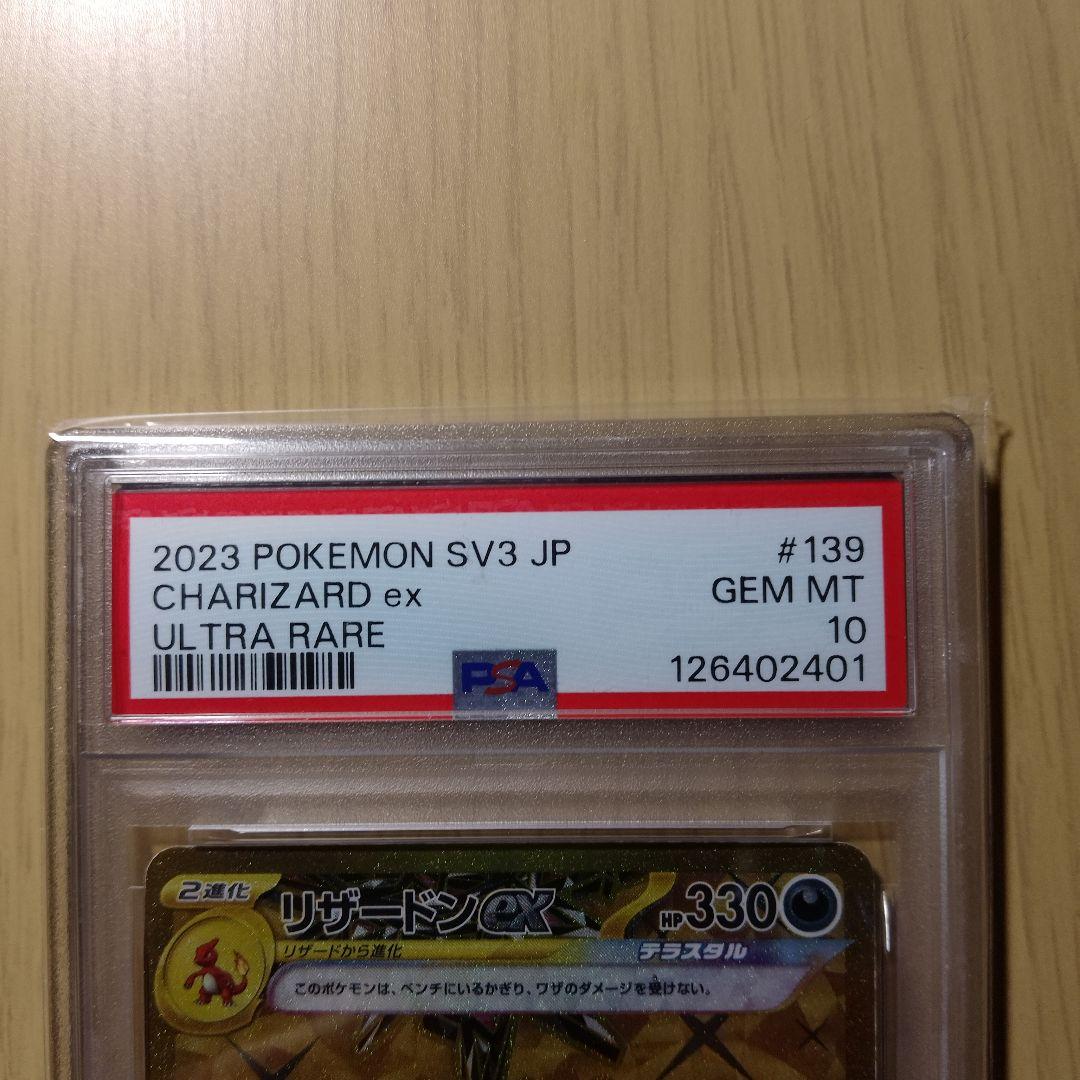 2023 POKEMON SV3 JP #139
CHARIZARD ex GEM MT
ULTRA RARE 10
PSA 126402401
2進化 リザードンex HP330
リザードから進化 テラスタル
このポケモンは、ベンチにいるかぎり、ワザのダメージを受けない。